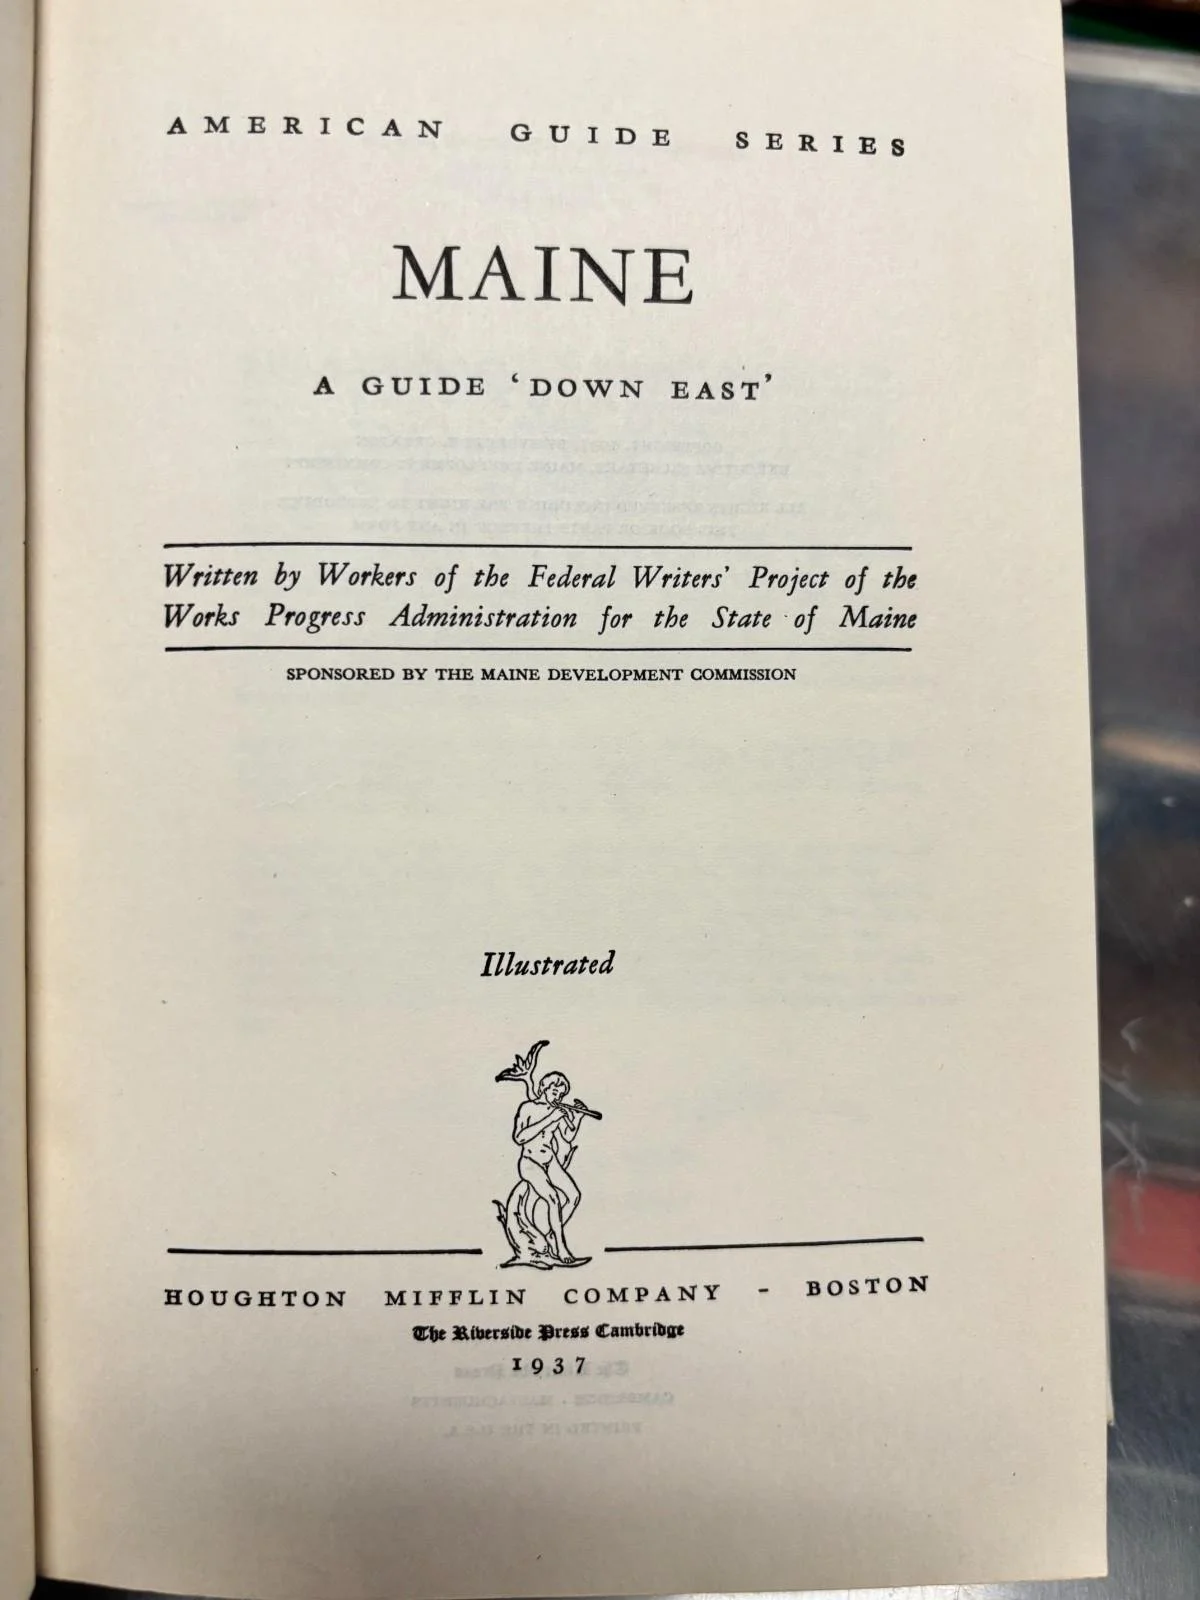 AMERICAN GUIDE SERIES
MAINE
A GUIDE ‘DOWN EAST’
Written by Workers of the Federal Writers’ Project of the
Works Progress Administration for the State of Maine
SPONSORED BY THE MAINE DEVELOPMENT COMMISSION
Illustrated
HOUGHTON MIFFLIN COMPANY - BOSTON
The Riverside Press Cambridge
1937